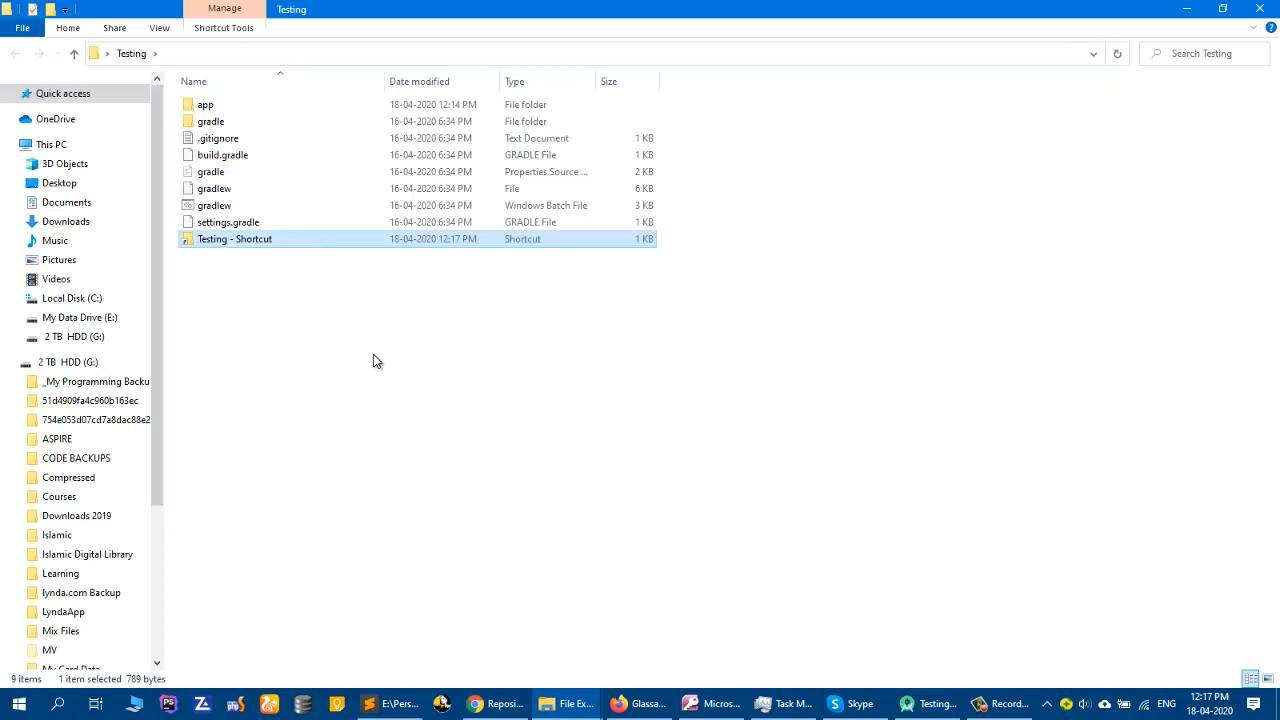 Manage
Testing
File
Home
Share
View
Shortcut Tools
Testing
Search Testing
Name
Date modified
Type
Size
app 18-04-2020 12:14 PM File folder
gradle 16-04-2020 6:34 PM File folder
.gitignore 16-04-2020 6:34 PM Text Document 1 KB
build.gradle 16-04-2020 6:34 PM GRADLE File 1 KB
gradle 16-04-2020 6:34 PM Properties Source ... 2 KB
gradlew 16-04-2020 6:34 PM File 6 KB
gradlew 16-04-2020 6:34 PM Windows Batch File 3 KB
settings.gradle 16-04-2020 6:34 PM GRADLE File 1 KB
Testing - Shortcut 18-04-2020 12:17 PM Shortcut 1 KB
Quick access
OneDrive
This PC
3D Objects
Desktop
Documents
Downloads
Music
Pictures
Videos
Local Disk (C:)
My Data Drive (E:)
2 TB HDD (G:)
2 TB HDD (G:)
_My Programming Backu
51d4909fa4c960b163ec
754e053d07cd7a8dac88e2
ASPIRE
CODE BACKUPS
Compressed
Courses
Downloads 2019
Islamic
Islamic Digital Library
Learning
lynda.com Backup
LyndaApp
Mix Files
MV
My Card Data
9 items 1 item selected 789 bytes
E:\Pers...
Reposi...
File Ex...
Glassa...
Micros...
Task M...
Skype
Testing...
Record...
ENG
12:17 PM
18-04-2020